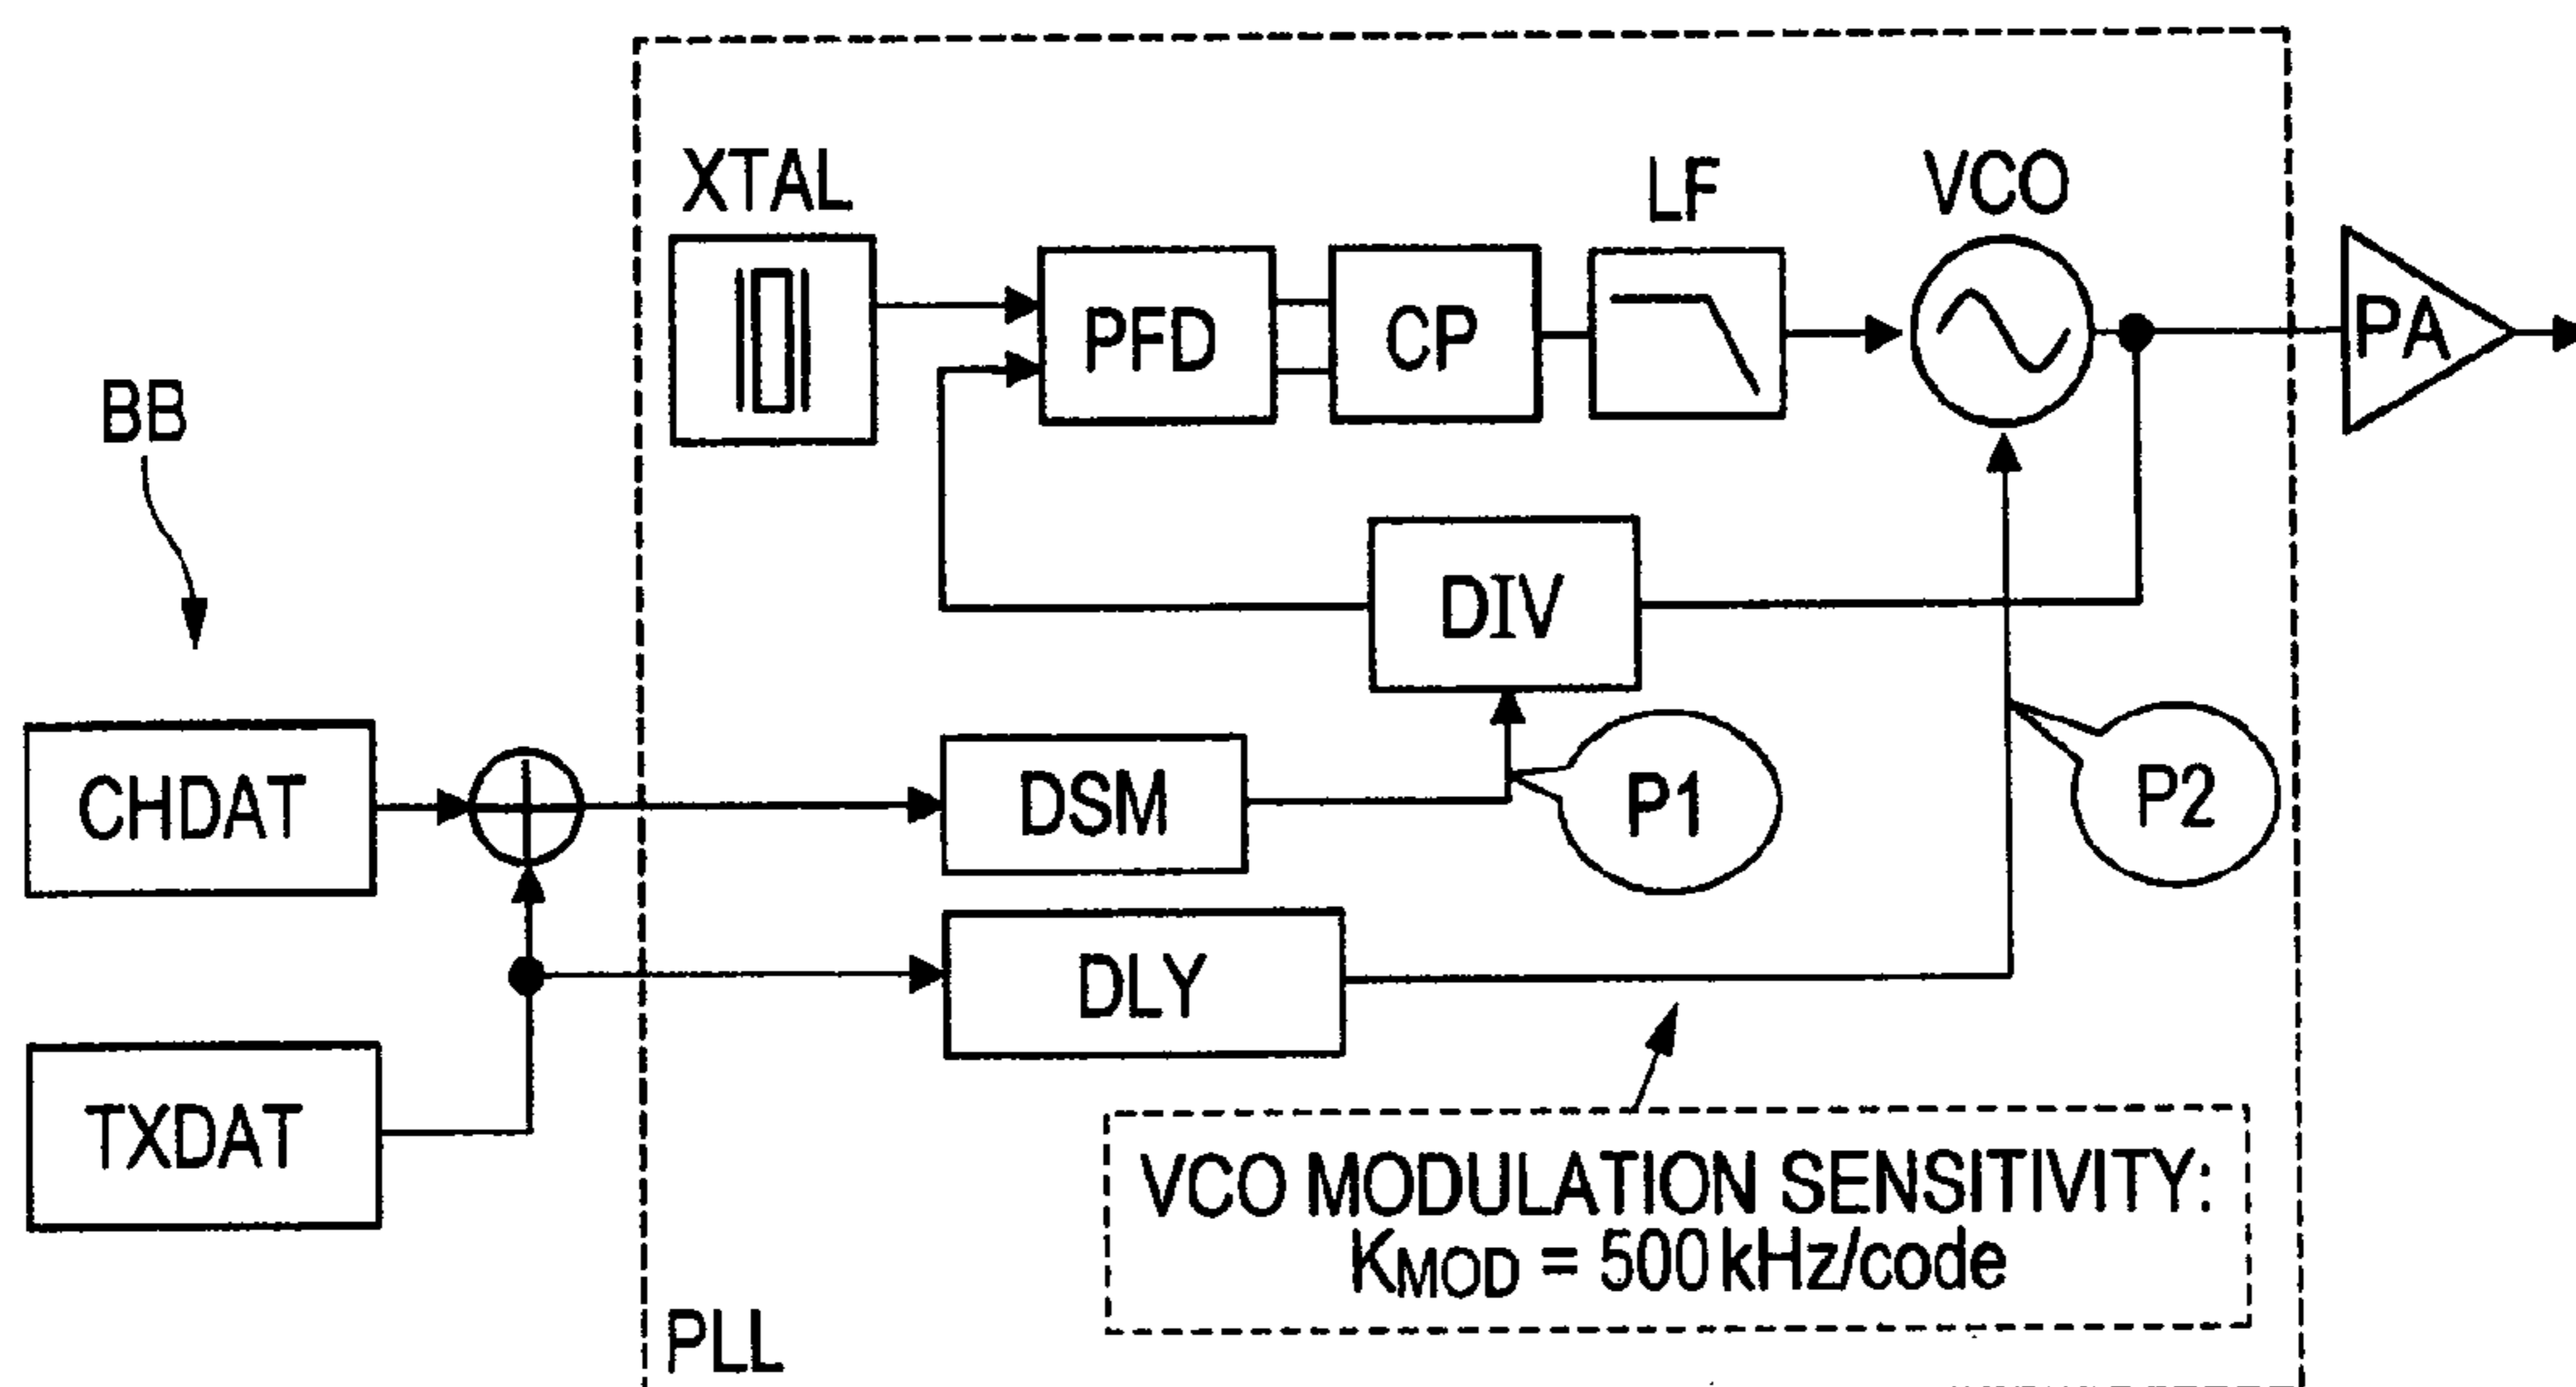 XTAL
LF
VCO
PFD
CP
PA
BB
DIV
CHDAT
DSM
P1
P2
DLY
TXDAT
VCO MODULATION SENSITIVITY:
KMOD = 500 kHz/code
PLL